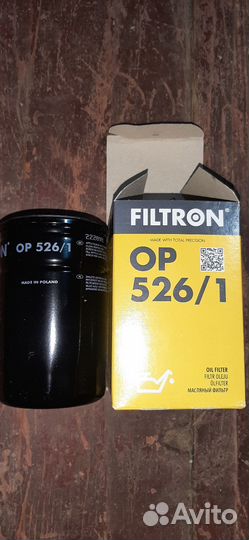 FILTRON®
MADE WITH TOTAL PRECISION
OP
526/1
OIL FILTER
FILTR OLEJU
ÖLFILTER
МАСЛЯНЫЙ ФИЛЬТР
ON® OP 526/1
MADE IN POLAND
Avito